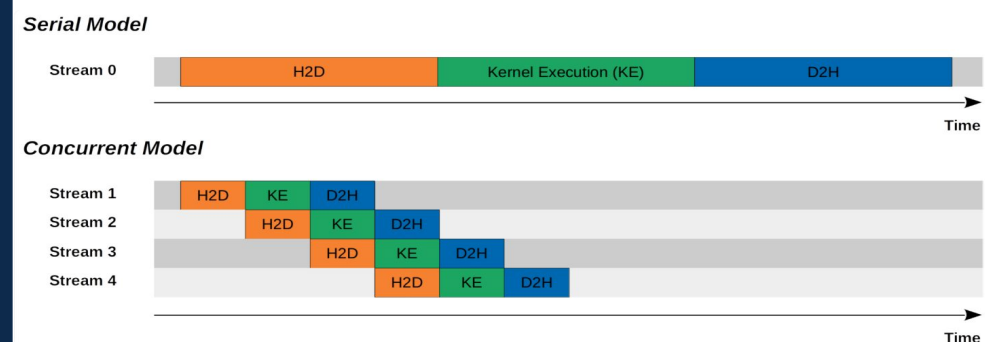 Serial Model
Stream 0 H2D Kernel Execution (KE) D2H
Time
Concurrent Model
Stream 1 H2D KE D2H
Stream 2 H2D KE D2H
Stream 3 H2D KE D2H
Stream 4 H2D KE D2H
Time